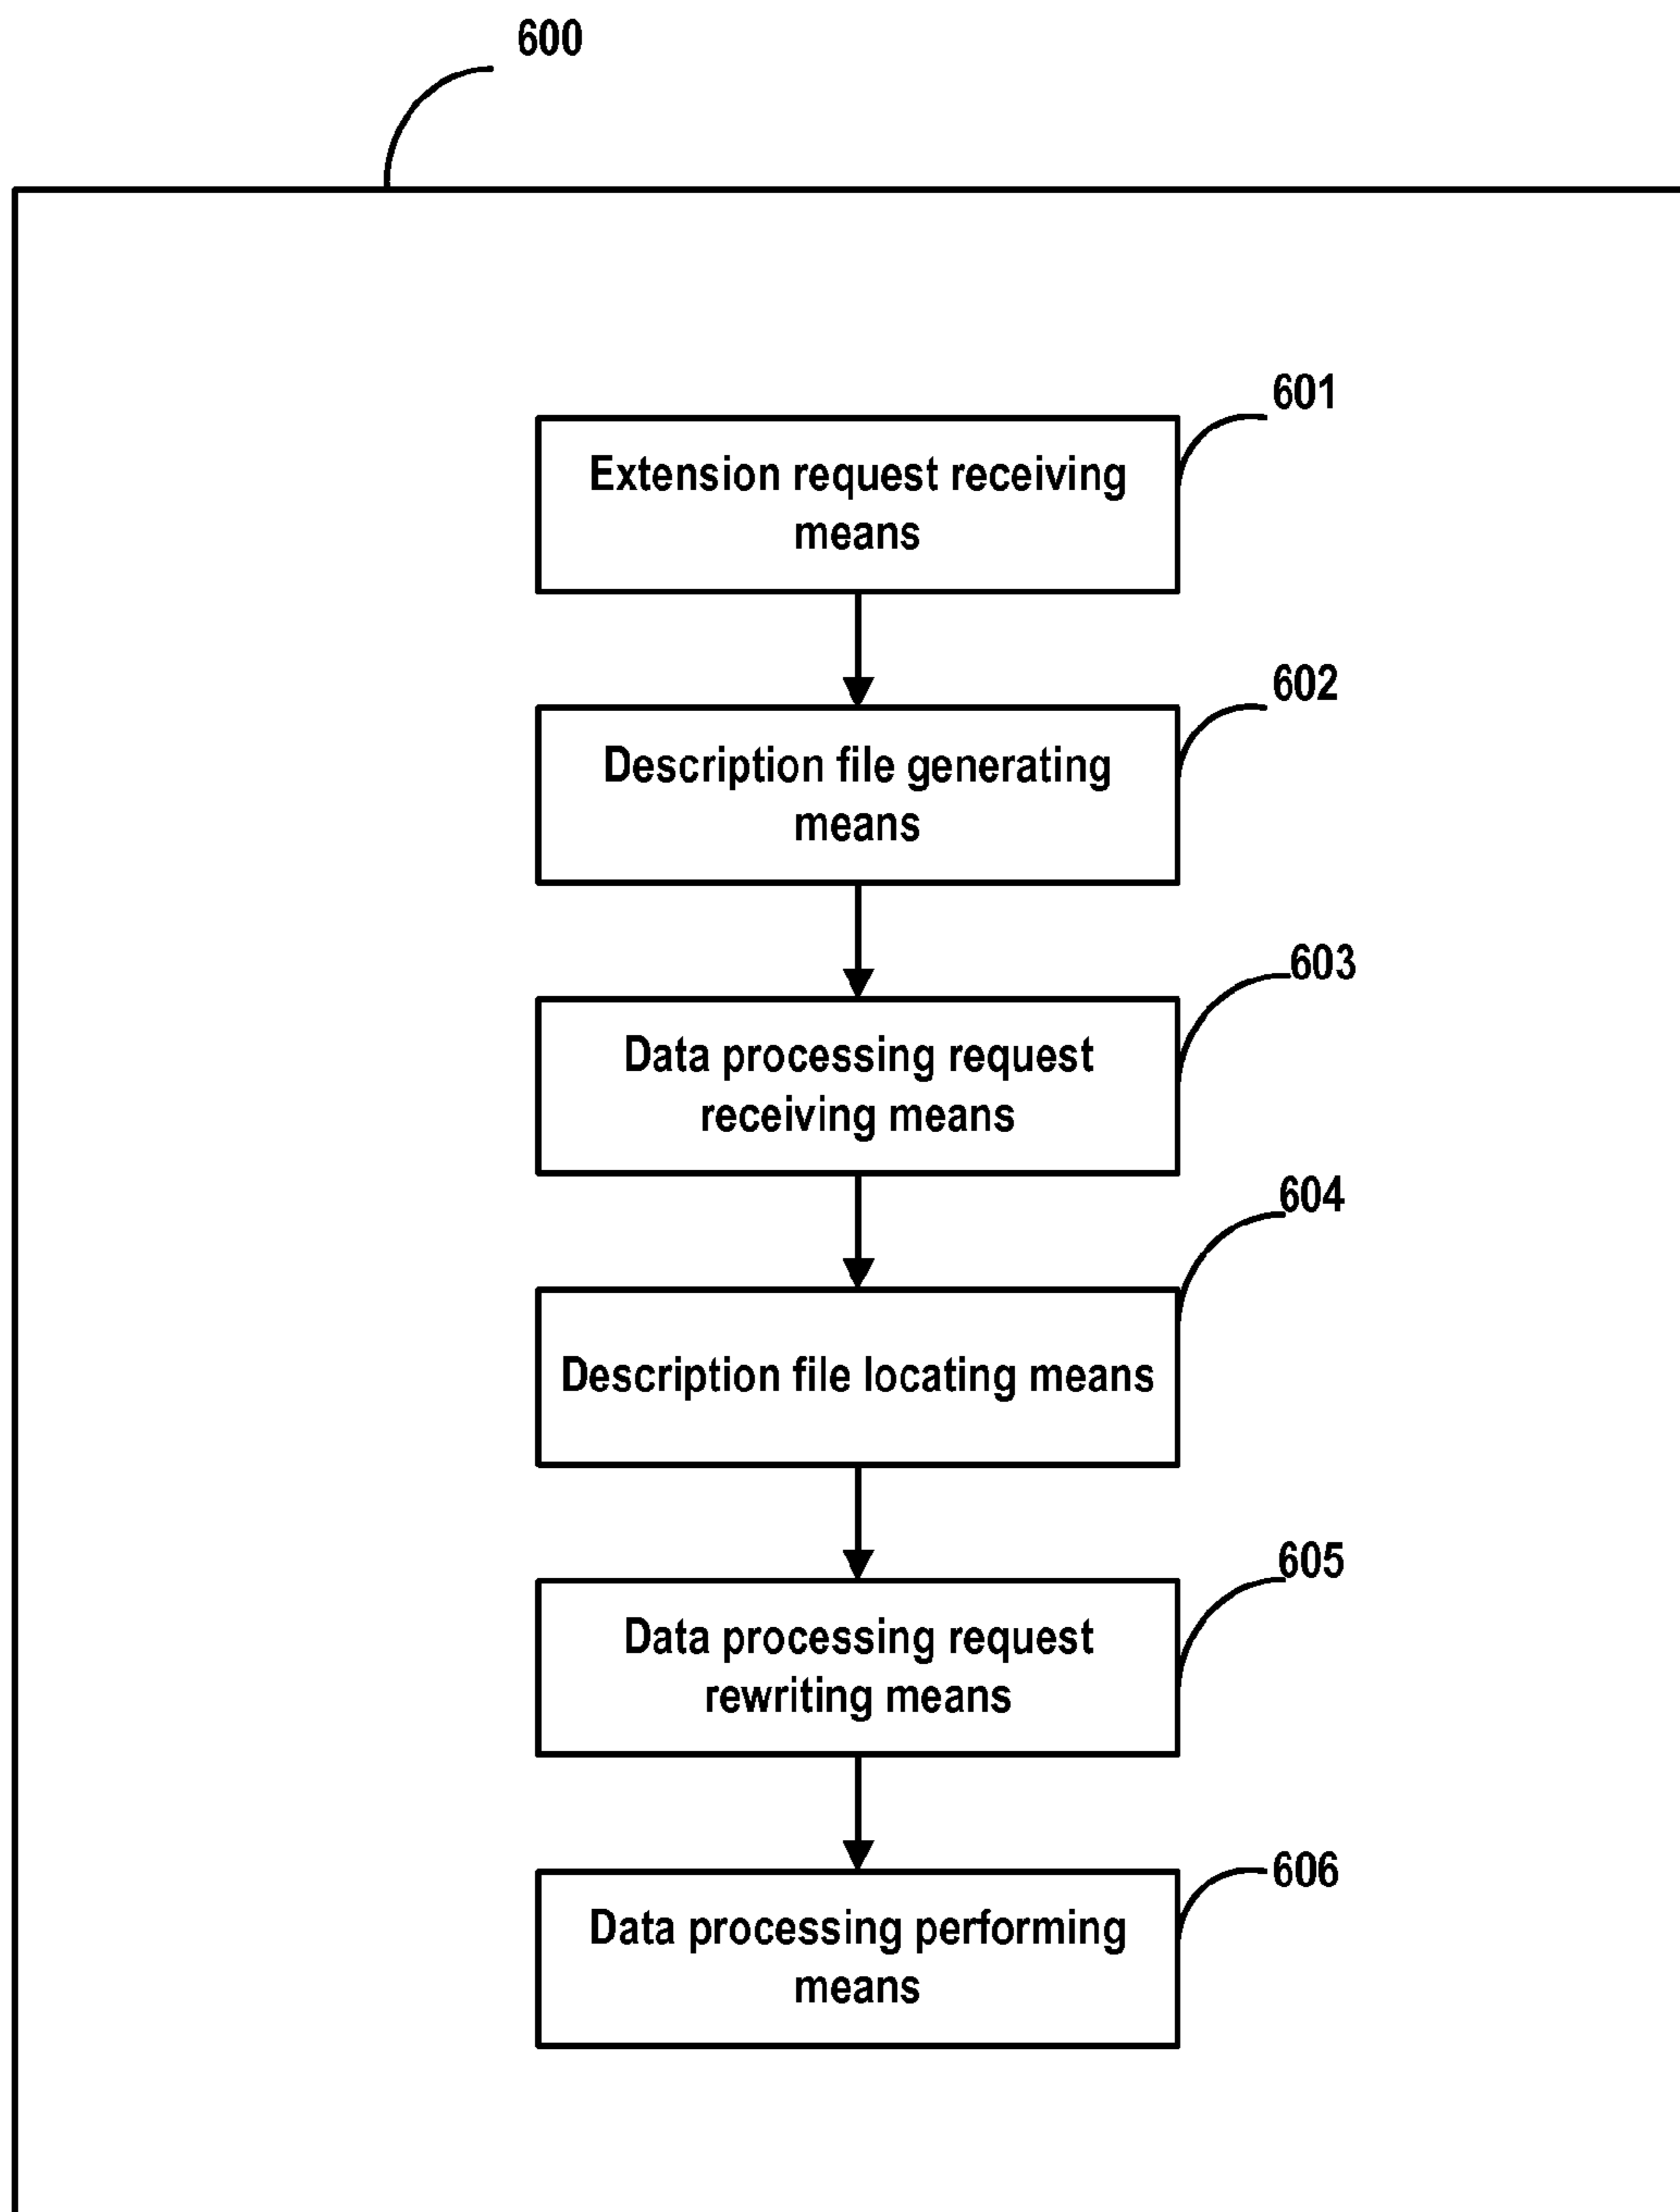 600
601
Extension request receiving
means
602
Description file generating
means
603
Data processing request
receiving means
604
Description file locating means
605
Data processing request
rewriting means
606
Data processing performing
means